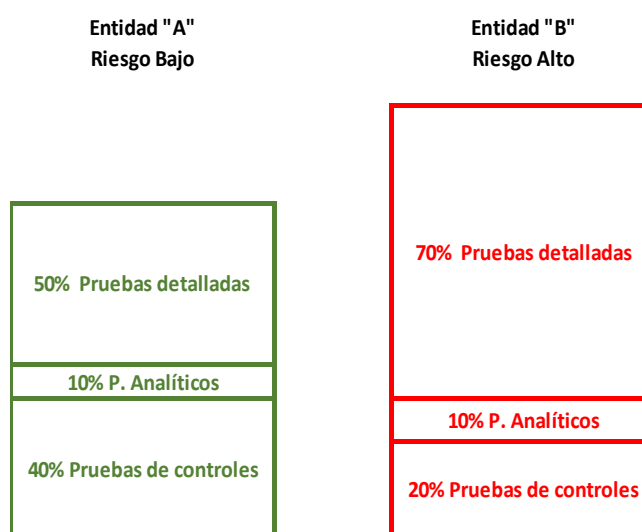 Entidad "A"
Riesgo Bajo
50% Pruebas detalladas
10% P. Analíticos
40% Pruebas de controles
Entidad "B"
Riesgo Alto
70% Pruebas detalladas
10% P. Analíticos
20% Pruebas de controles